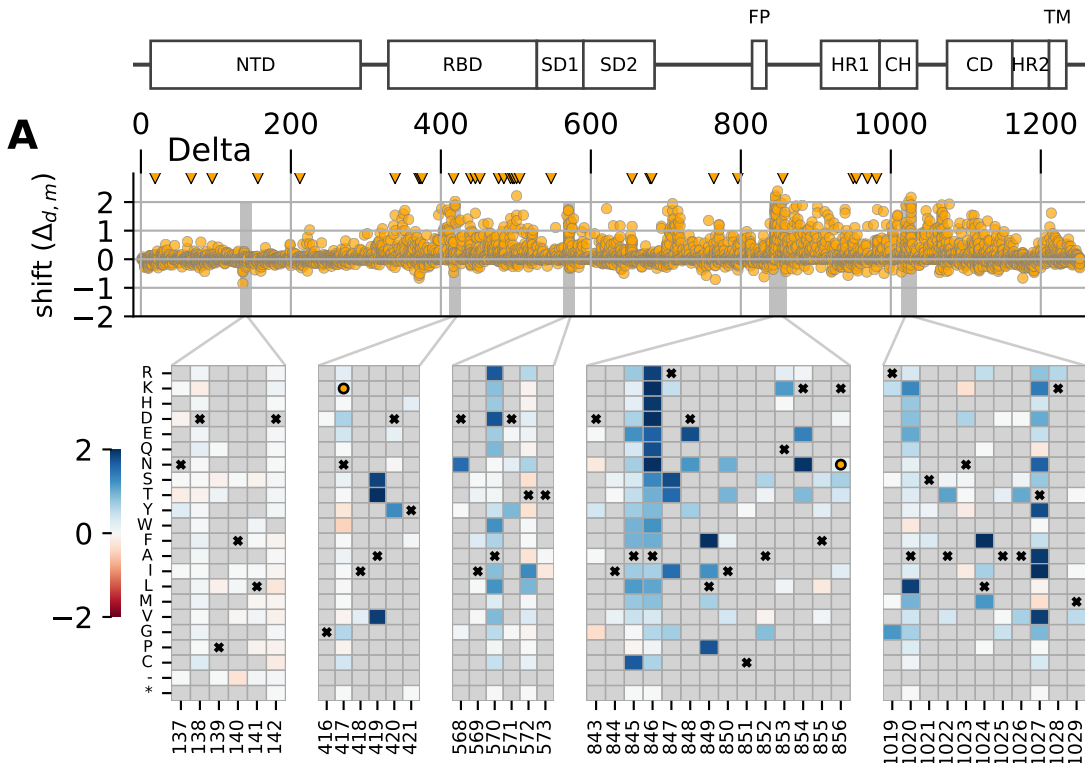 FP TM
NTD RBD SD1 SD2 HR1 CH CD HR2
A
0 200 400 600 800 1000 1200
Delta
shift (Δd, m)
2
1
0
−1
−2
R
K
H
D
E
Q
N
S
T
Y
W
F
A
I
L
M
V
G
P
C
-
*
2
0
−2
137 138 139 140 141 142
416 417 418 419 420 421
568 569 570 571 572 573
843 844 845 846 847 848 849 850 851 852 853 854 855 856
1019 1020 1021 1022 1023 1024 1025 1026 1027 1028 1029